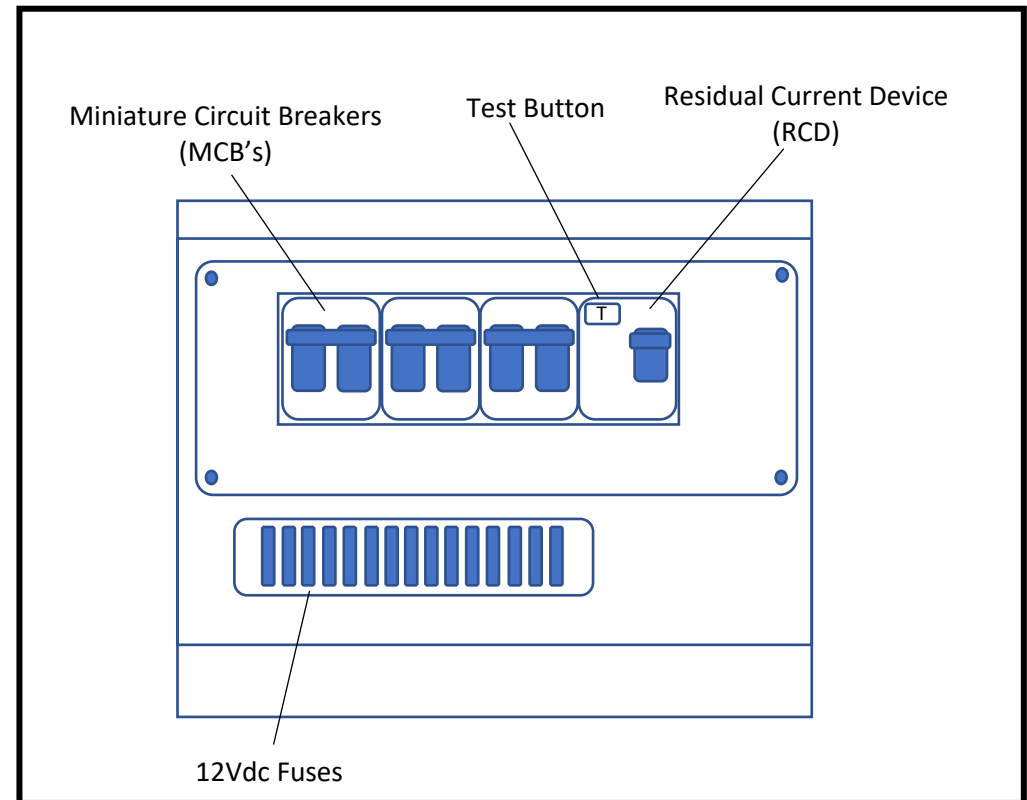 Miniature Circuit Breakers
(MCB's)
Test Button
Residual Current Device
(RCD)
T
12Vdc Fuses